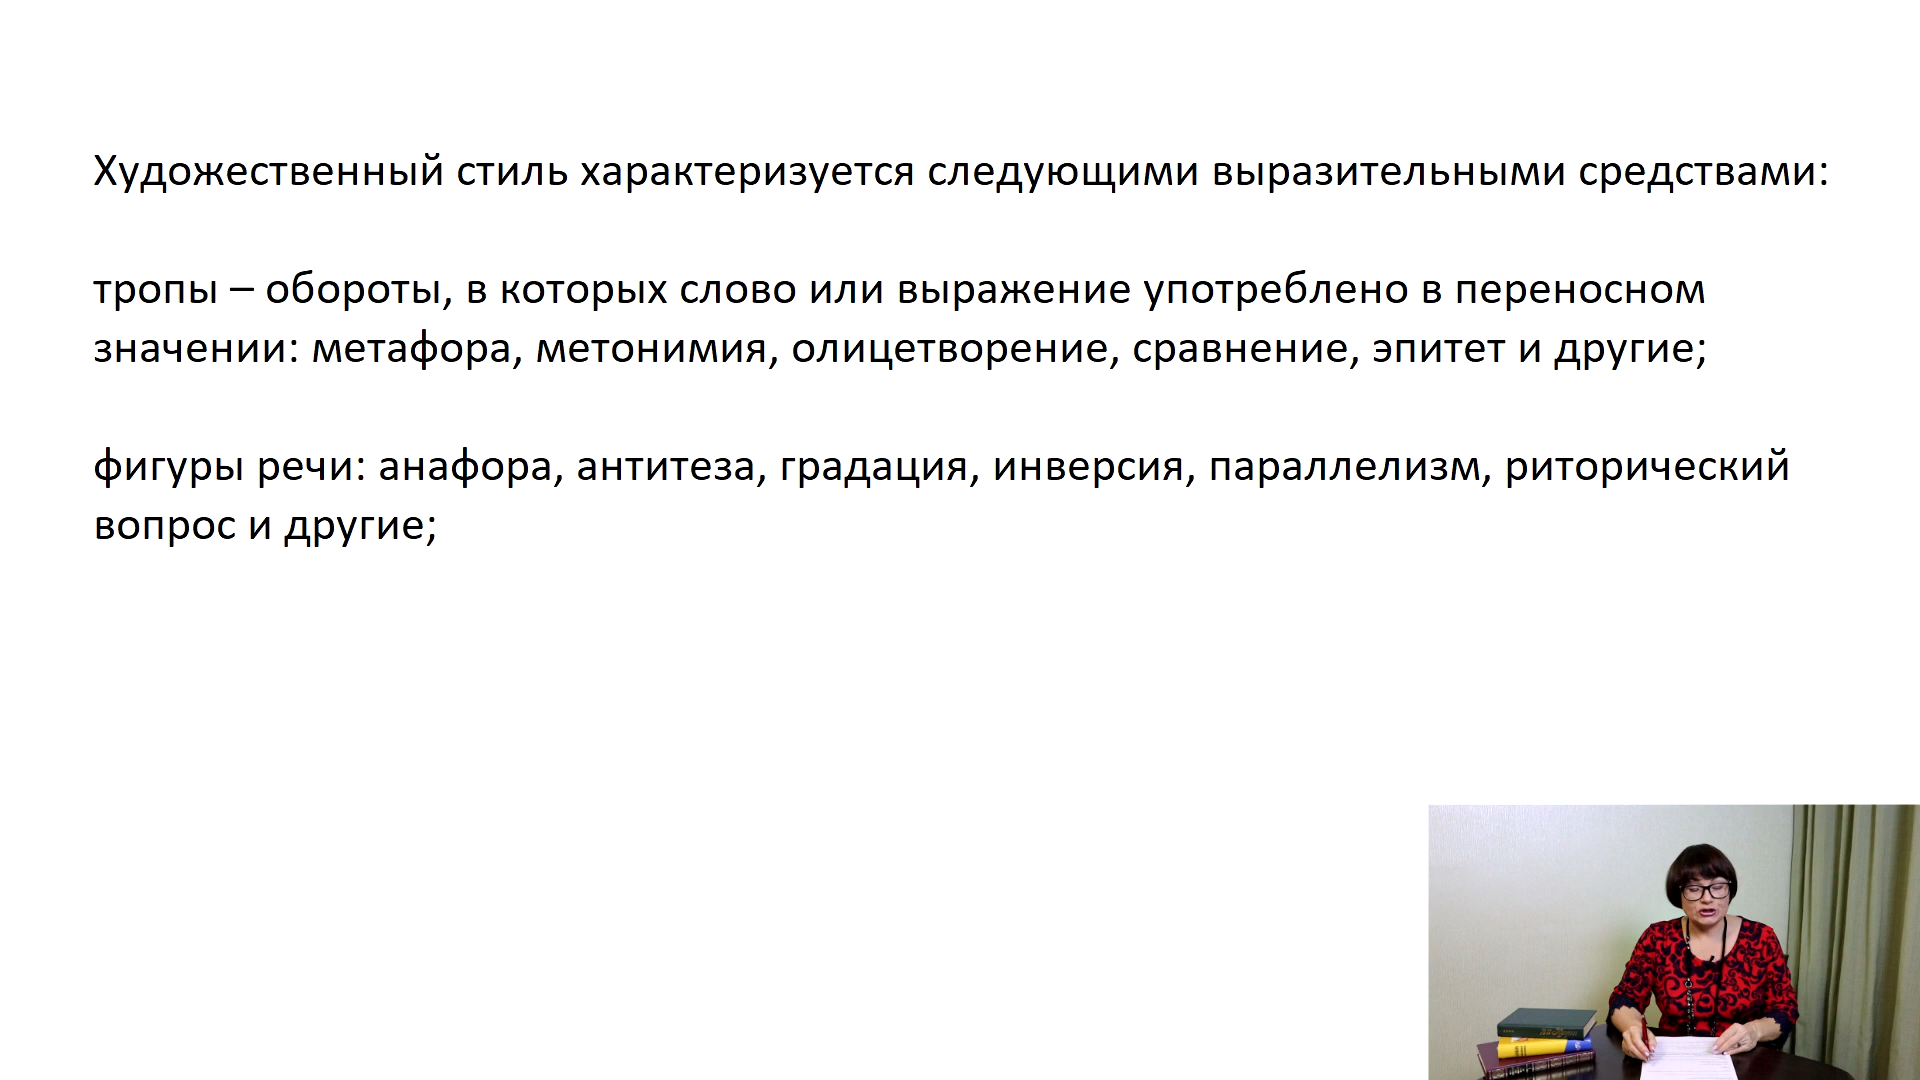 Художественный стиль характеризуется следующими выразительными средствами:
тропы – обороты, в которых слово или выражение употреблено в переносном
значении: метафора, метонимия, олицетворение, сравнение, эпитет и другие;
фигуры речи: анафора, антитеза, градация, инверсия, параллелизм, риторический
вопрос и другие;